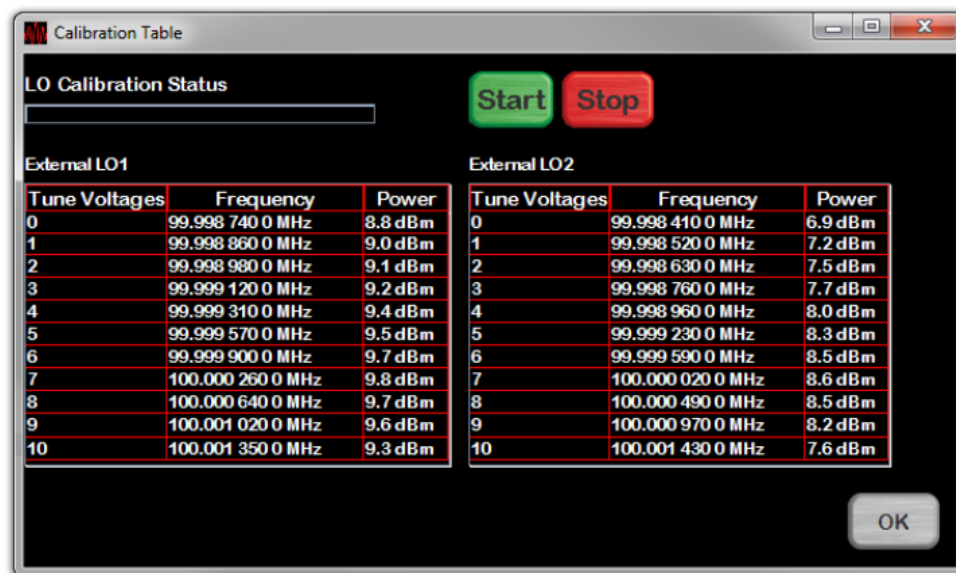 Calibration Table
LO Calibration Status
Start Stop
External LO1
Tune Voltages Frequency Power
0 99.998 740 0 MHz 8.8 dBm
1 99.998 860 0 MHz 9.0 dBm
2 99.998 980 0 MHz 9.1 dBm
3 99.999 120 0 MHz 9.2 dBm
4 99.999 310 0 MHz 9.4 dBm
5 99.999 570 0 MHz 9.5 dBm
6 99.999 900 0 MHz 9.7 dBm
7 100.000 260 0 MHz 9.8 dBm
8 100.000 640 0 MHz 9.7 dBm
9 100.001 020 0 MHz 9.6 dBm
10 100.001 350 0 MHz 9.3 dBm
External LO2
Tune Voltages Frequency Power
0 99.998 410 0 MHz 6.9 dBm
1 99.998 520 0 MHz 7.2 dBm
2 99.998 630 0 MHz 7.5 dBm
3 99.998 760 0 MHz 7.7 dBm
4 99.998 960 0 MHz 8.0 dBm
5 99.999 230 0 MHz 8.3 dBm
6 99.999 590 0 MHz 8.5 dBm
7 100.000 020 0 MHz 8.6 dBm
8 100.000 490 0 MHz 8.5 dBm
9 100.000 970 0 MHz 8.2 dBm
10 100.001 430 0 MHz 7.6 dBm
OK